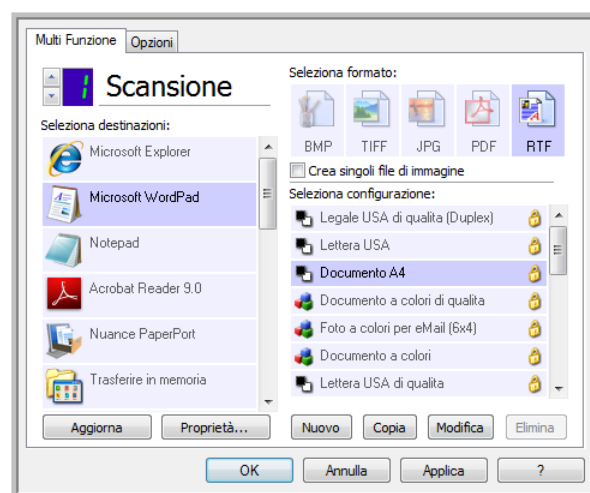 Multi Funzione
Opzioni
1
Scansione
Seleziona destinazioni:
Microsoft Explorer
Microsoft WordPad
Notepad
Acrobat Reader 9.0
Nuance PaperPort
Trasferire in memoria
Aggiorna
Proprietà...
Seleziona formato:
BMP
TIFF
JPG
PDF
RTF
Crea singoli file di immagine
Seleziona configurazione:
Legale USA di qualita (Duplex)
Lettera USA
Documento A4
Documento a colori di qualita
Foto a colori per eMail (6x4)
Documento a colori
Lettera USA di qualita
Nuovo
Copia
Modifica
Elimina
OK
Annulla
Applica
?